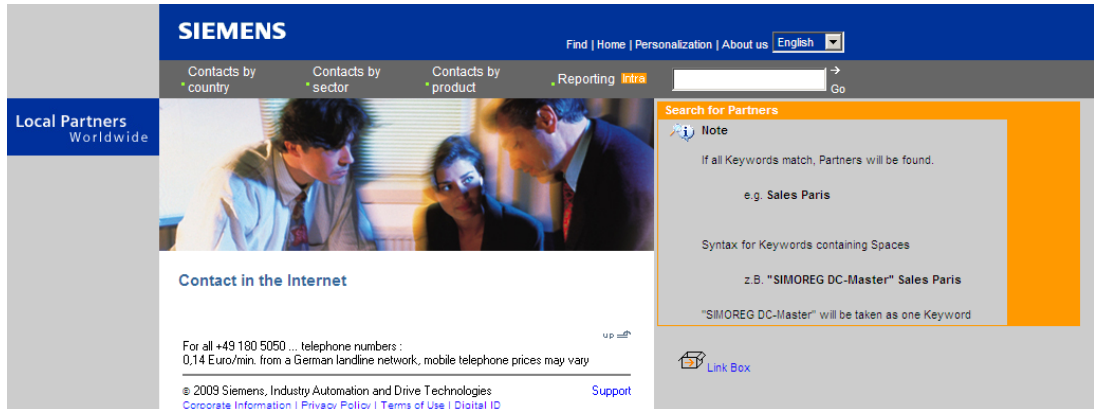 SIEMENS
Find | Home | Personalization | About us English
Contacts by country
Contacts by sector
Contacts by product
Reporting Intra
Go
Local Partners
Worldwide
Search for Partners
Note
If all Keywords match, Partners will be found.
e.g. Sales Paris
Syntax for Keywords containing Spaces
z.B. "SIMOREG DC-Master" Sales Paris
"SIMOREG DC-Master" will be taken as one Keyword
Link Box
Contact in the Internet
up
For all +49 180 5050 ... telephone numbers :
0,14 Euro/min. from a German landline network, mobile telephone prices may vary
© 2009 Siemens, Industry Automation and Drive Technologies Support
Corporate Information | Privacy Policy | Terms of Use | Digital ID